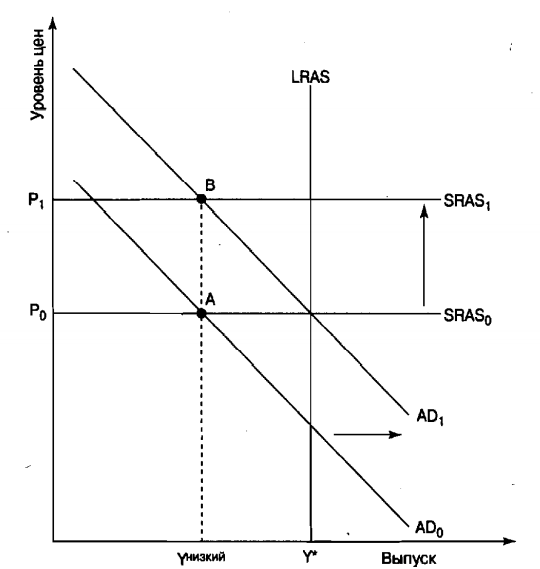 Уровень цен
LRAS
B
P₁
SRAS₁
A
P₀
SRAS₀
AD₁
AD₀
Yнизкий
Y*
Выпуск